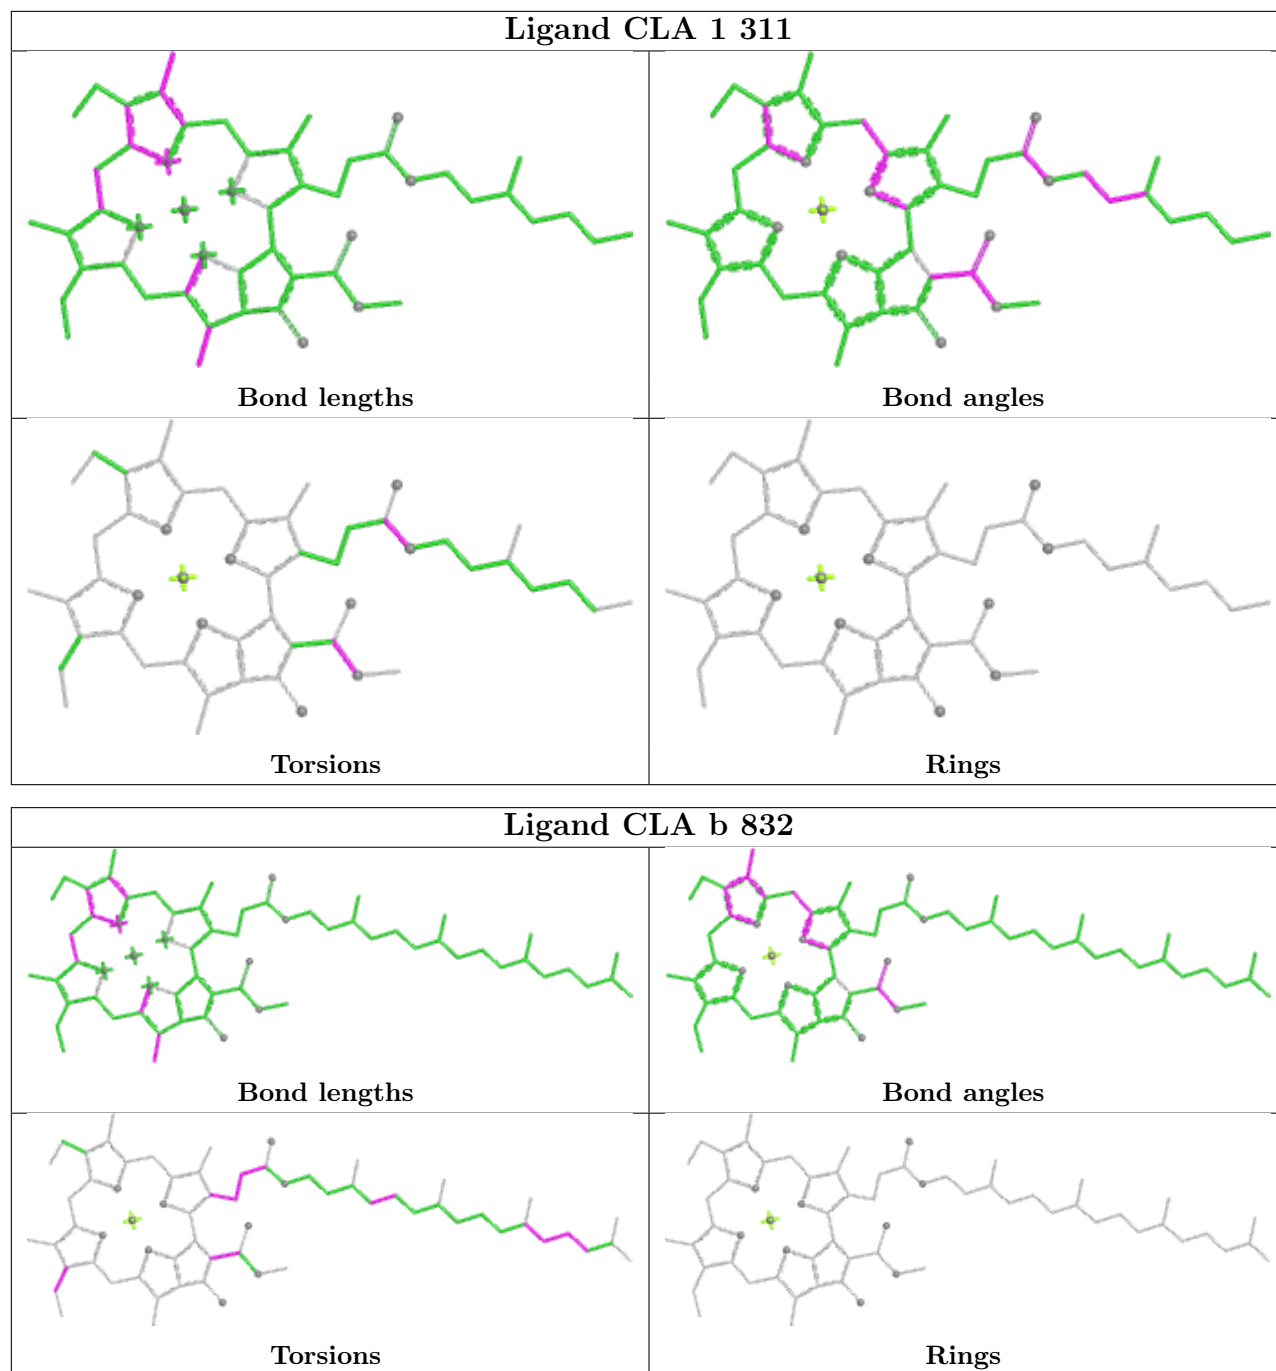 Ligand CLA 1 311
Bond lengths
Bond angles
Torsions
Rings
Ligand CLA b 832
Bond lengths
Bond angles
Torsions
Rings